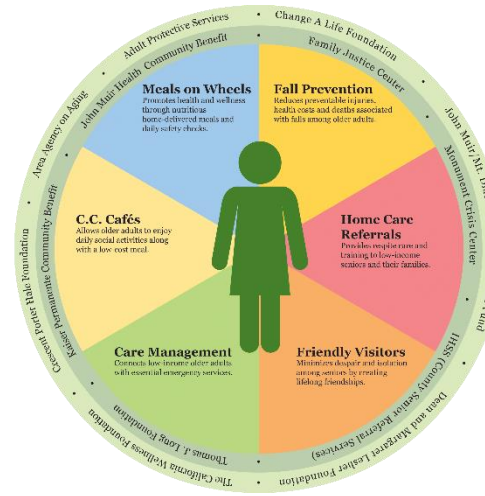 Adult Protective Services • Change A Life Foundation
John Muir Health Community Benefit • Family Justice Center
Area Agency on Aging
John Muir/Mt.
Monument Crisis Center
Meals on Wheels
Promotes health and wellness
through nutritious
home-delivered meals and
daily safety checks.
Fall Prevention
Reduces preventable injuries,
health costs and deaths associated
with falls among older adults.
C.C. Cafés
Allows older adults to enjoy
daily social activities along
with a low cost meal.
Home Care
Referrals
Provides respite care and
training to low-income
seniors and their families.
Care Management
Connects low-income older adults
with essential emergency services.
Friendly Visitors
Minimizes despair and isolation
among seniors by creating
lifelong friendships.
Kaiser Permanente Community Benefit
Crescent Porter Hale Foundation
Thomas J. Long Foundation
The California Wellness Foundation
IHSS (County Senior Referral Services)
Dean and Margaret Lesher Foundation